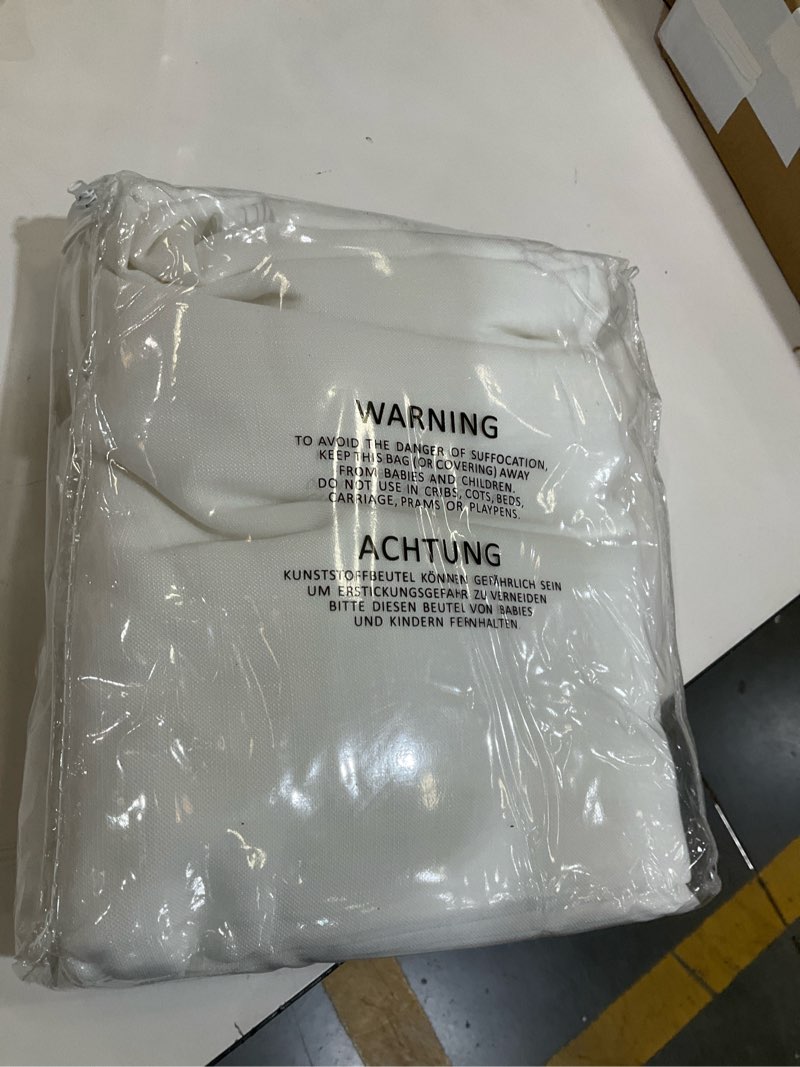 WARNING
TO AVOID THE DANGER OF SUFFOCATION,
KEEP THIS BAG (OR COVERING) AWAY
FROM BABIES AND CHILDREN.
DO NOT USE IN CRIBS, COTS, BEDS,
CARRIAGE, PRAMS OR PLAYPENS.
ACHTUNG
KUNSTSTOFFBEUTEL KÖNNEN GEFÄHRLICH SEIN
UM ERSTICKUNGSGEFAHR ZU VERNEIDEN
BITTE DIESEN BEUTEL VON BABIES
UND KINDERN FERNHALTEN.